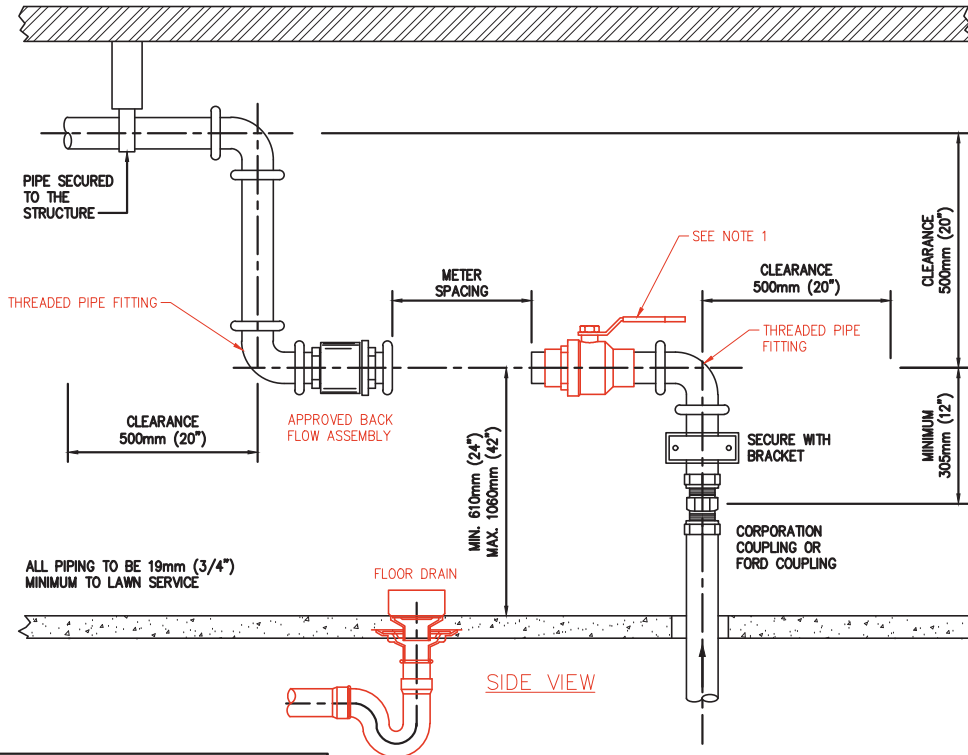 PIPE SECURED
TO THE
STRUCTURE
THREADED PIPE FITTING
CLEARANCE
500mm (20")
APPROVED BACK
FLOW ASSEMBLY
METER
SPACING
SEE NOTE 1
CLEARANCE
500mm (20")
CLEARANCE
500mm (20")
THREADED PIPE
FITTING
MIN. 610mm (24")
MAX. 1060mm (42")
SECURE WITH
BRACKET
MINIMUM
305mm (12")
CORPORATION
COUPLING OR
FORD COUPLING
ALL PIPING TO BE 19mm (3/4")
MINIMUM TO LAWN SERVICE
FLOOR DRAIN
SIDE VIEW